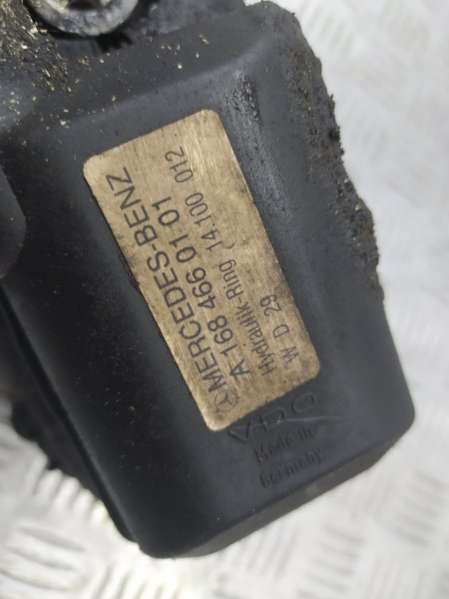 MERCEDES-BENZ
A 168 466 01 01
Hydraulik-Ring 14.100 012
W D 29
VDO
Made in
Germany